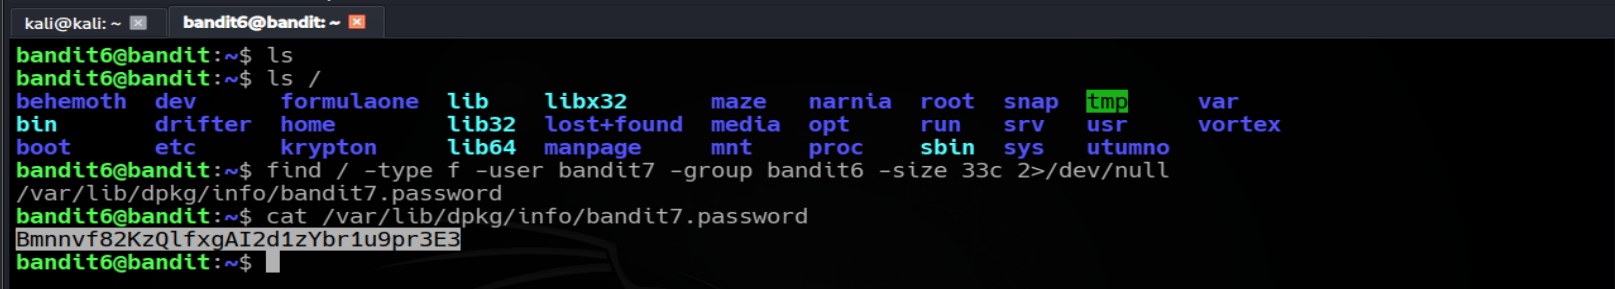 kali@kali: ~
bandit6@bandit: ~
bandit6@bandit:~$ ls
bandit6@bandit:~$ ls /
behemoth dev formulaone lib libx32 maze narnia root snap tmp var
bin drifter home lib32 lost+found media opt run srv usr vortex
boot etc krypton lib64 manpage mnt proc sbin sys utumno
bandit6@bandit:~$ find / -type f -user bandit7 -group bandit6 -size 33c 2>/dev/null
/var/lib/dpkg/info/bandit7.password
bandit6@bandit:~$ cat /var/lib/dpkg/info/bandit7.password
Bmnnvf82KzQlfxgAI2d1zYbr1u9pr3E3
bandit6@bandit:~$